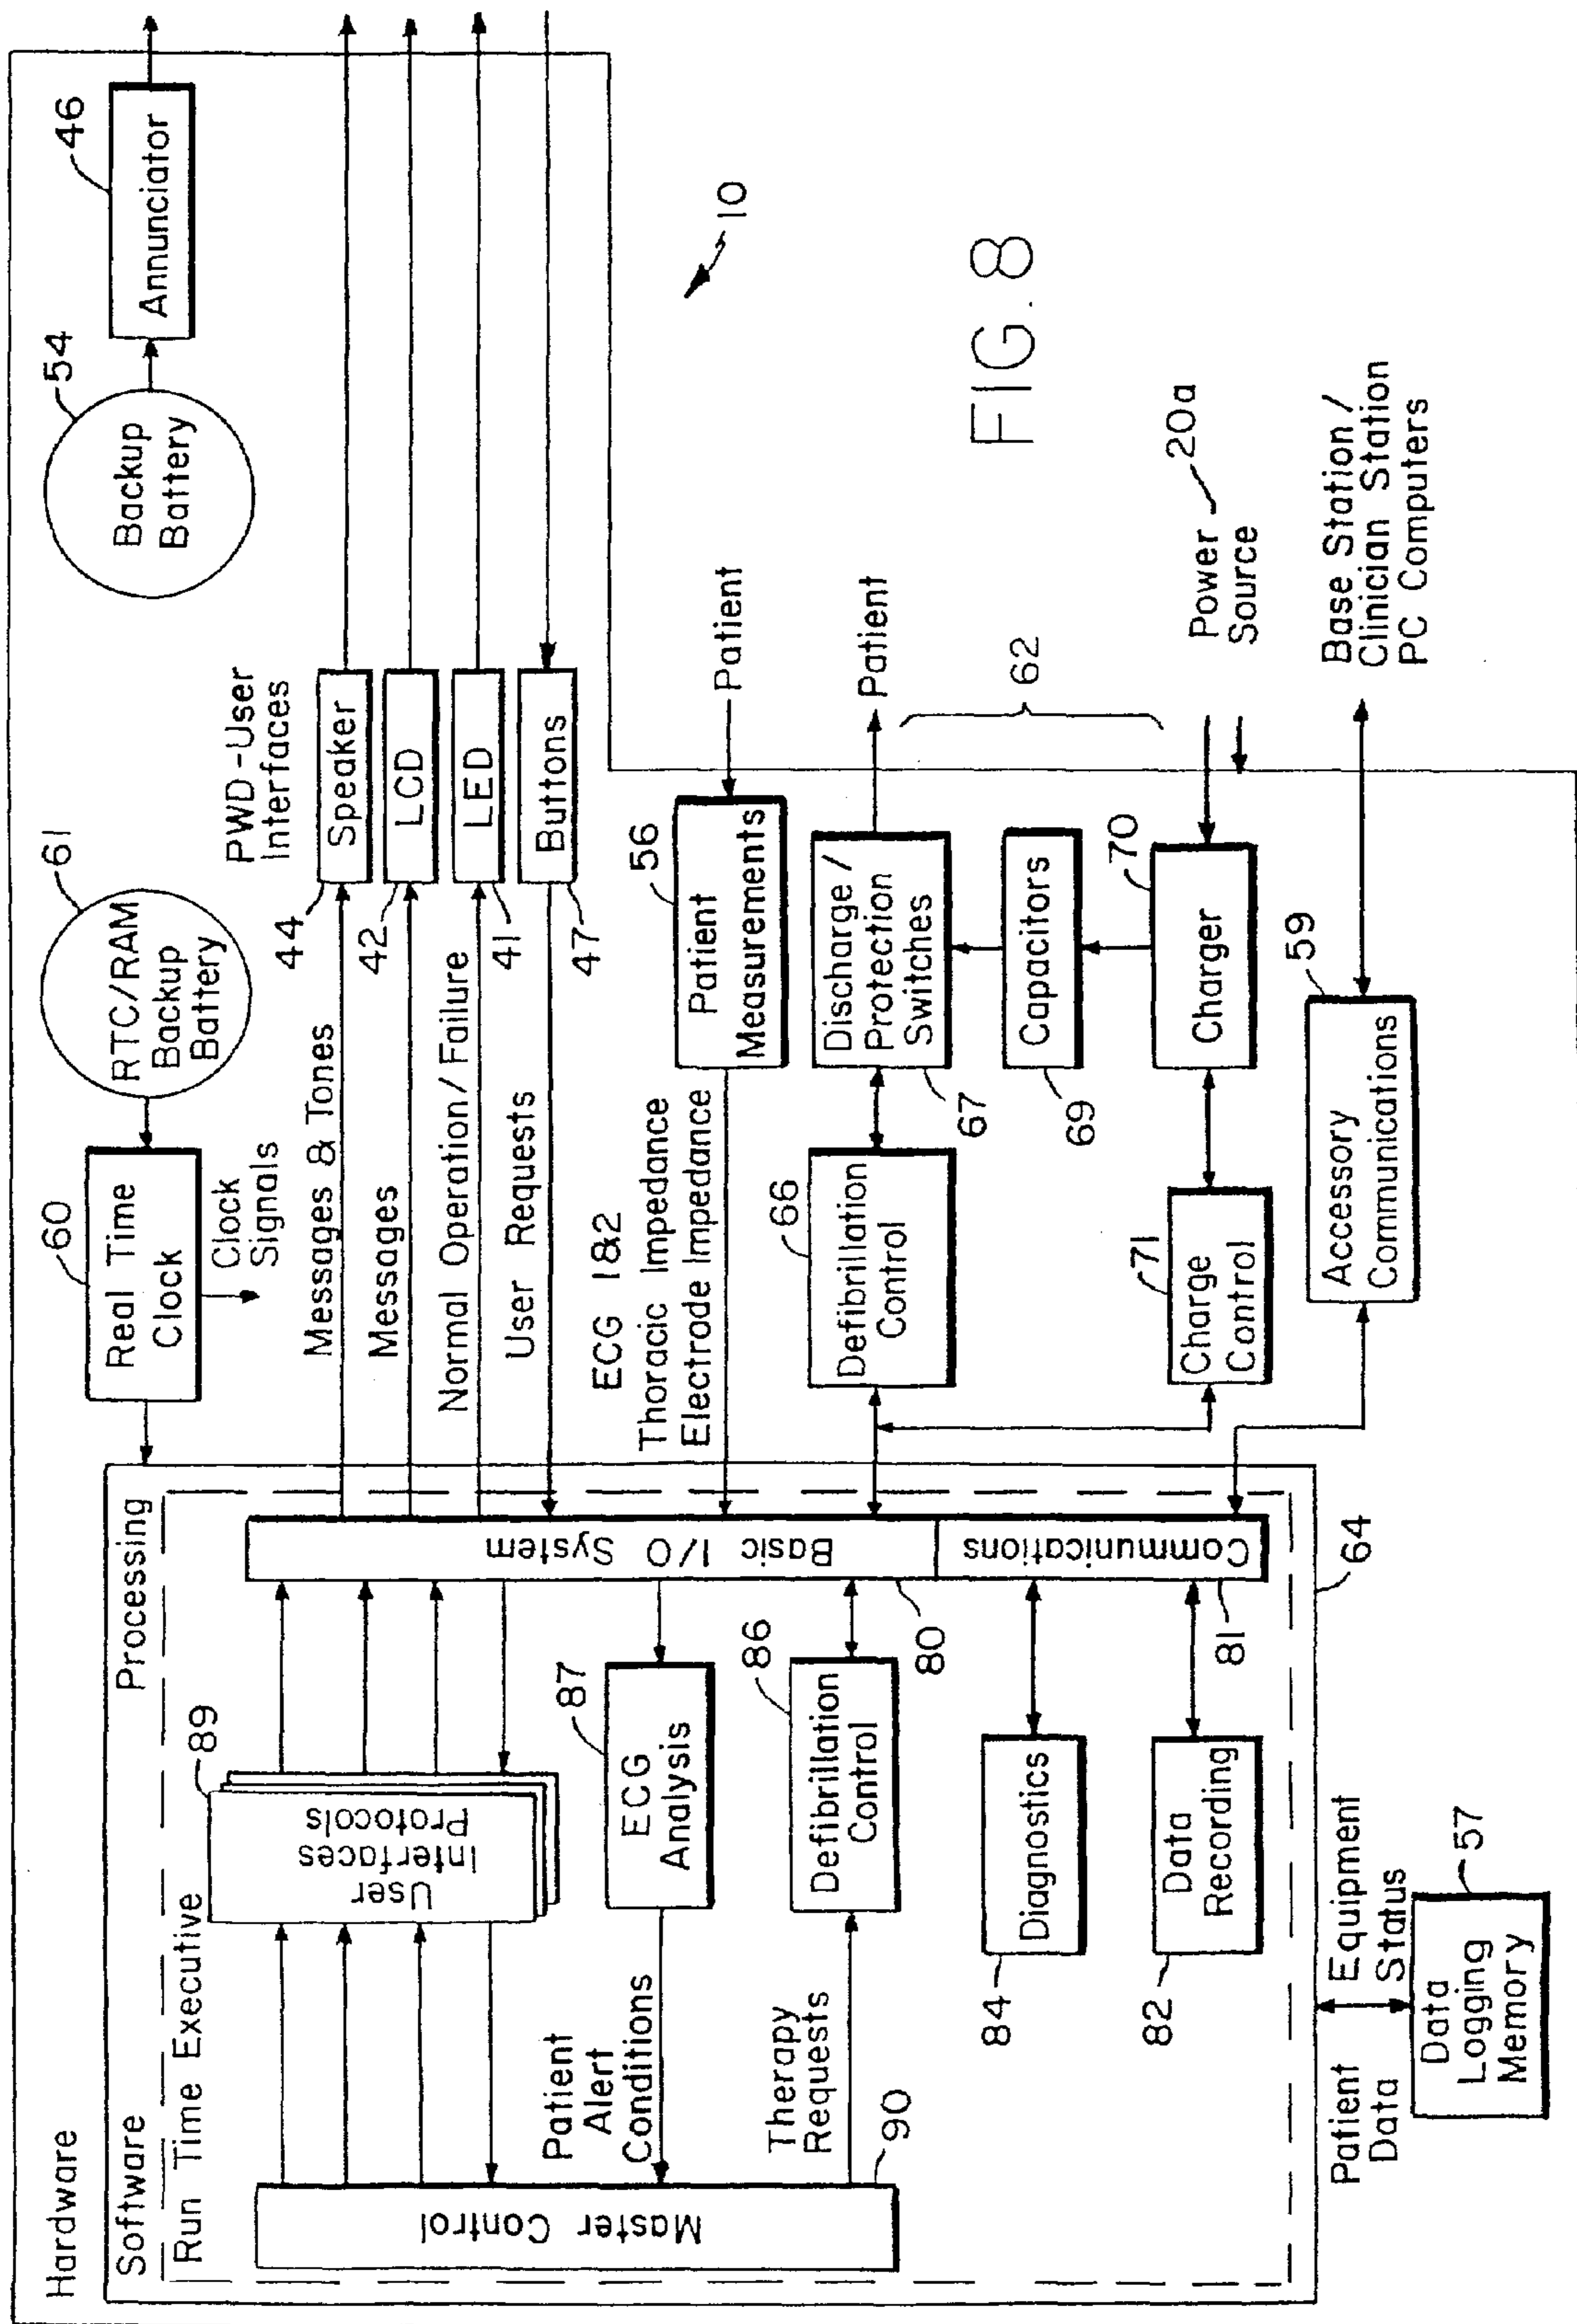 Hardware
Software
Processing
Run Time Executive
Master Control
90
User
Interfaces
Protocols
89
Patient
Alert
Conditions
ECG
Analysis
87
Therapy
Requests
Defibrillation
Control
86
Diagnostics
84
Data
Recording
82
Basic I/O System
80
Communications
81
64
Patient
Data
Equipment
Status
Data
Logging
Memory
57
Real Time
Clock
60
Clock
Signals
RTC/RAM
Backup
Battery
61
Backup
Battery
54
Annunciator
46
PWD-User
Interfaces
Messages & Tones
Speaker
44
Messages
LCD
42
Normal Operation/Failure
LED
41
User Requests
Buttons
47
ECG 1&2
Thoracic Impedance
Electrode Impedance
Patient
Measurements
56
Patient
Defibrillation
Control
66
Discharge/
Protection
Switches
67
Patient
Capacitors
69
62
Charge
Control
71
Charger
70
Power
Source
20a
Accessory
Communications
59
Base Station/
Clinician Station
PC Computers
10
FIG. 8